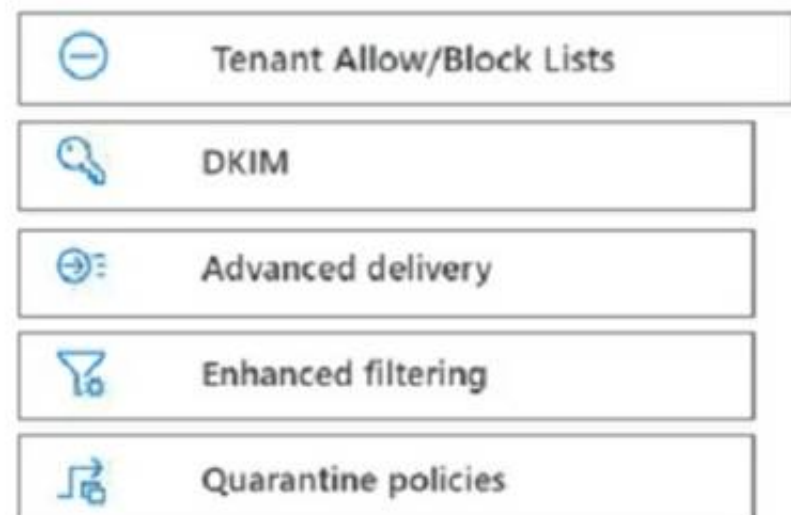 Tenant Allow/Block Lists
DKIM
Advanced delivery
Enhanced filtering
Quarantine policies